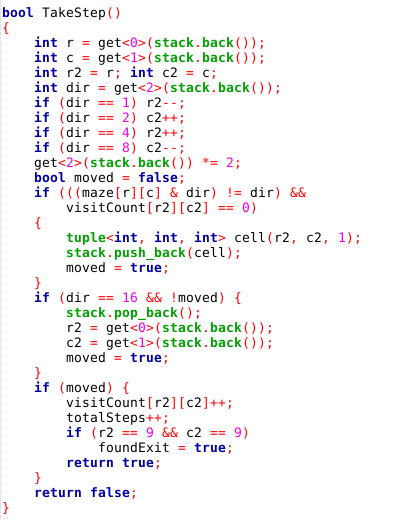 bool TakeStep()
{
    int r = get<0>(stack.back());
    int c = get<1>(stack.back());
    int r2 = r; int c2 = c;
    int dir = get<2>(stack.back());
    if (dir == 1) r2--;
    if (dir == 2) c2++;
    if (dir == 4) r2++;
    if (dir == 8) c2--;
    get<2>(stack.back()) *= 2;
    bool moved = false;
    if (((maze[r][c] & dir) != dir) &&
        visitCount[r2][c2] == 0)
    {
        tuple<int, int, int> cell(r2, c2, 1);
        stack.push_back(cell);
        moved = true;
    }
    if (dir == 16 && !moved) {
        stack.pop_back();
        r2 = get<0>(stack.back());
        c2 = get<1>(stack.back());
        moved = true;
    }
    if (moved) {
        visitCount[r2][c2]++;
        totalSteps++;
        if (r2 == 9 && c2 == 9)
            foundExit = true;
        return true;
    }
    return false;
}